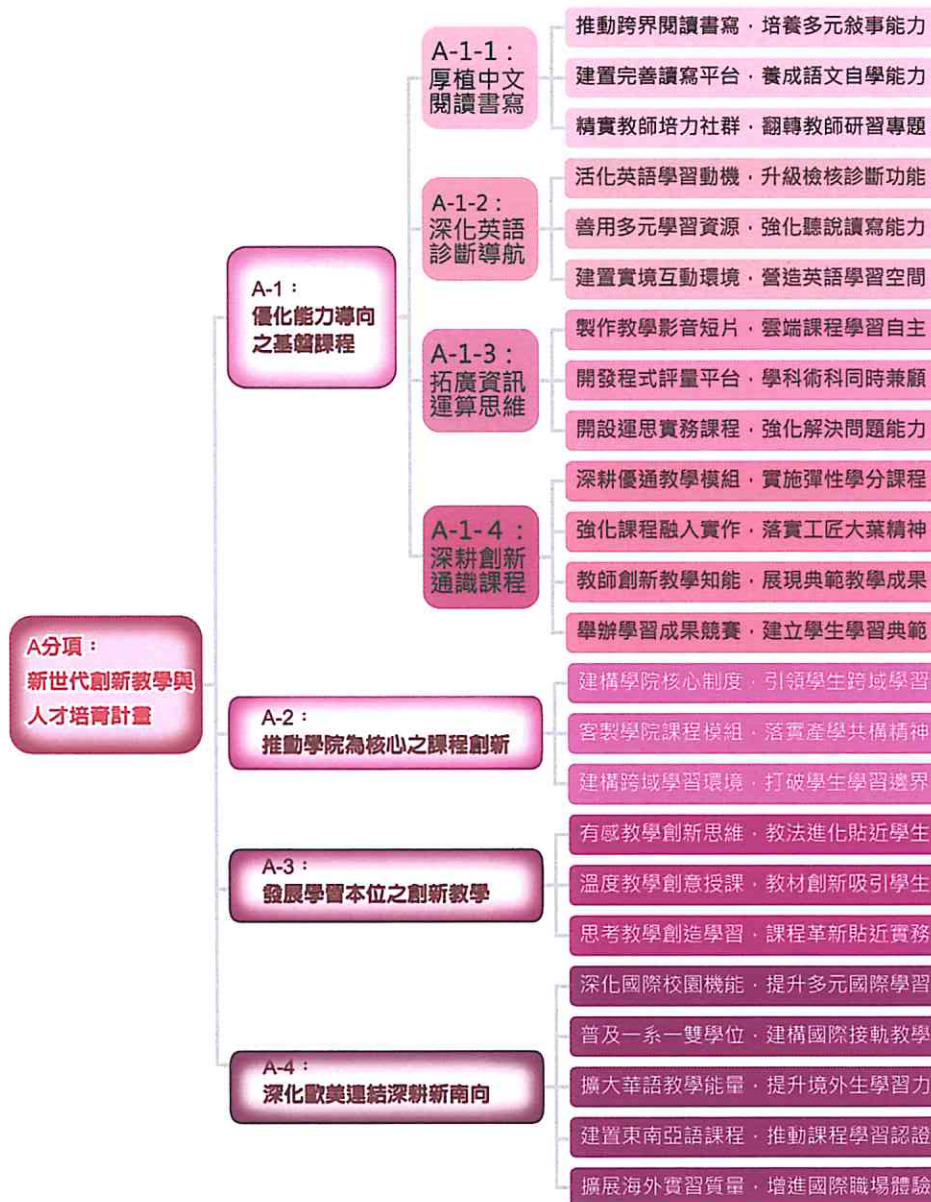 推動跨界閱讀書寫．培養多元敘事能力
A-1-1：
厚植中文
閱讀書寫
建置完善讀寫平台．養成語文自學能力
精實教師培力社群．翻轉教師研習專題
活化英語學習動機．升級檢核診斷功能
A-1-2：
深化英語
診斷導航
善用多元學習資源．強化聽說讀寫能力
建置實境互動環境．營造英語學習空間
A-1：
優化能力導向
之基磐課程
製作教學影音短片．雲端課程學習自主
A-1-3：
拓廣資訊
運算思維
開發程式評量平台．學科術科同時兼顧
開設運思實務課程．強化解決問題能力
深耕優通教學模組．實施彈性學分課程
A-1-4：
深耕創新
通識課程
強化課程融入實作．落實工匠大葉精神
教師創新教學知能．展現典範教學成果
舉辦學習成果競賽．建立學生學習典範
A分項：
新世代創新教學與
人才培育計畫
建構學院核心制度．引領學生跨域學習
A-2：
推動學院為核心之課程創新
客製學院課程模組．落實產學共構精神
建構跨域學習環境．打破學生學習邊界
有感教學創新思維．教法進化貼近學生
A-3：
發展學習本位之創新教學
溫度教學創意授課．教材創新吸引學生
思考教學創造學習．課程革新貼近實務
深化國際校園機能．提升多元國際學習
普及一系一雙學位．建構國際接軌教學
A-4：
深化歐美連結深耕新南向
擴大華語教學能量．提升境外生學習力
建置東南亞語課程．推動課程學習認證
擴展海外實習質量．增進國際職場體驗